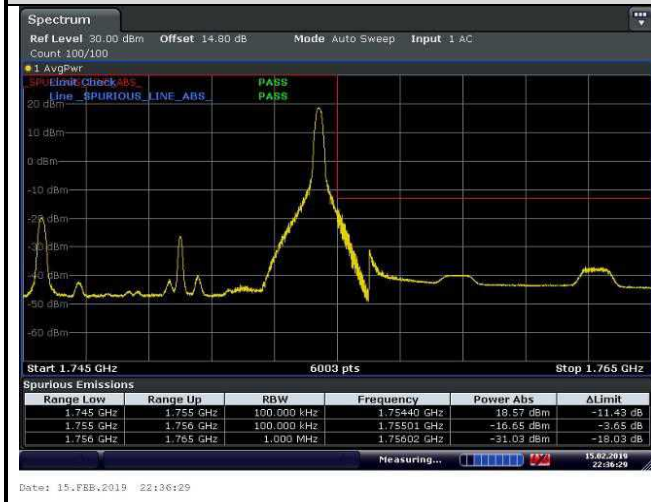 Spectrum
Ref Level 30.00 dBm Offset 14.80 dB Mode Auto Sweep Input 1 AC
Count 100/100
1 AvgPwr
Limit Check PASS
20 dBm Line _SPURIOUS_LINE_ABS_ PASS
10 dBm
0 dBm
-10 dBm
-20 dBm
-30 dBm
-40 dBm
-50 dBm
-60 dBm
Start 1.745 GHz 6003 pts Stop 1.765 GHz
Spurious Emissions
Range Low Range Up RBW Frequency Power Abs ΔLimit
1.745 GHz 1.755 GHz 100.000 kHz 1.75440 GHz 18.57 dBm -11.43 dB
1.755 GHz 1.756 GHz 100.000 kHz 1.75501 GHz -16.65 dBm -3.65 dB
1.756 GHz 1.765 GHz 1.000 MHz 1.75602 GHz -31.03 dBm -18.03 dB
Measuring... 15.02.2019
22:36:29
Date: 15.FEB.2019 22:36:29